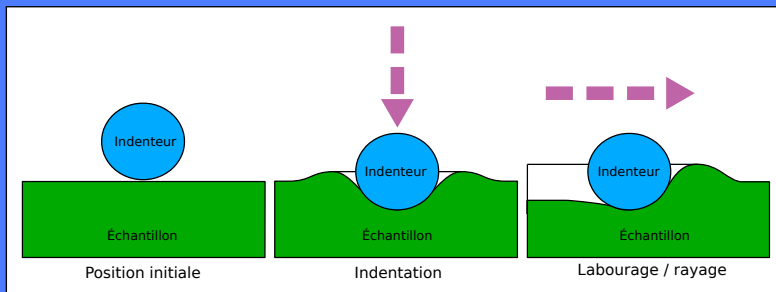 Indenteur
Échantillon
Position initiale
Indenteur
Échantillon
Indentation
Indenteur
Échantillon
Labourage / rayage